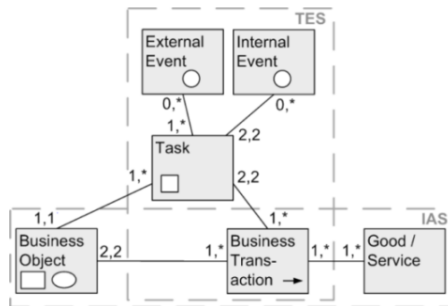 TES
External
Event
Internal
Event
0,*
0,*
1,*
2,2
Task
1,*
2,2
1,1
1,*
IAS
Business
Object
2,2
1,*
Business
Trans-
action
1,*
1,*
Good /
Service